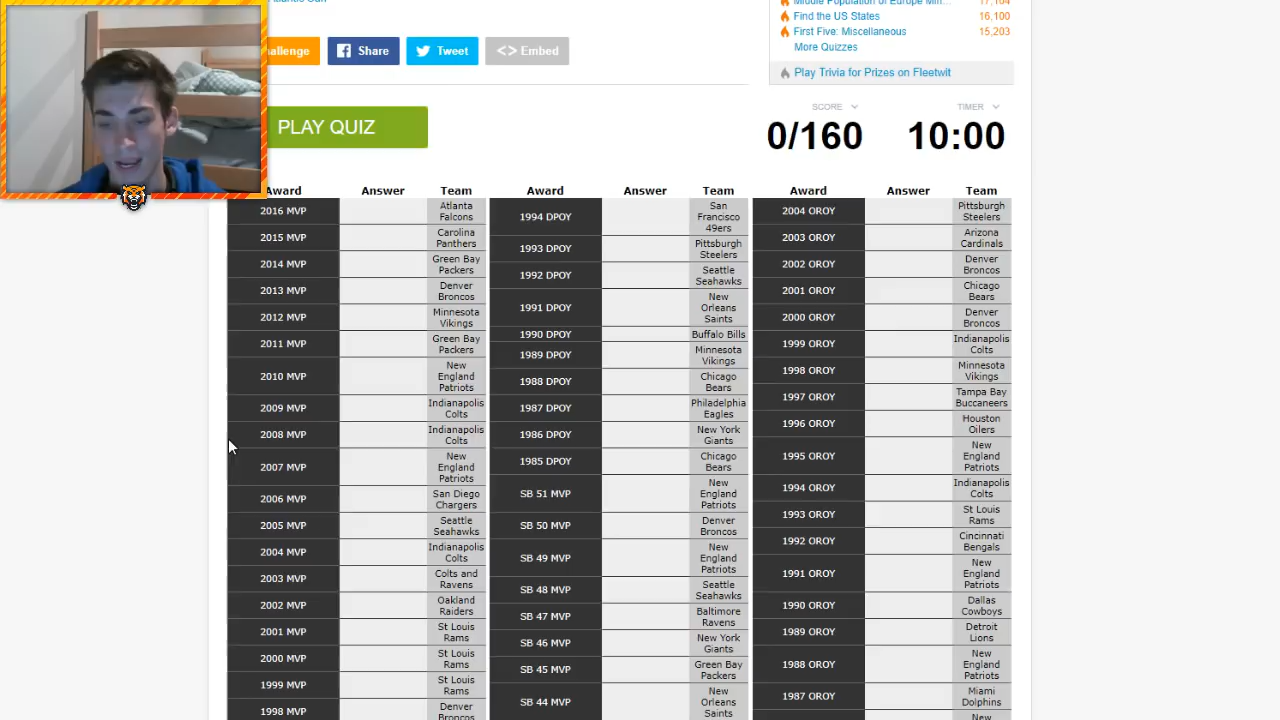 Middle Population of Europe Min... 17,164
Find the US States 16,100
First Five: Miscellaneous 15,203
More Quizzes
Play Trivia for Prizes on Fleetwit
hallenge Share Tweet <> Embed
PLAY QUIZ
SCORE TIMER
0/160 10:00
Award Answer Team
2016 MVP Atlanta Falcons
2015 MVP Carolina Panthers
2014 MVP Green Bay Packers
2013 MVP Denver Broncos
2012 MVP Minnesota Vikings
2011 MVP Green Bay Packers
2010 MVP New England Patriots
2009 MVP Indianapolis Colts
2008 MVP Indianapolis Colts
2007 MVP New England Patriots
2006 MVP San Diego Chargers
2005 MVP Seattle Seahawks
2004 MVP Indianapolis Colts
2003 MVP Colts and Ravens
2002 MVP Oakland Raiders
2001 MVP St Louis Rams
2000 MVP St Louis Rams
1999 MVP St Louis Rams
1998 MVP Denver Broncos
Award Answer Team
1994 DPOY San Francisco 49ers
1993 DPOY Pittsburgh Steelers
1992 DPOY Seattle Seahawks
1991 DPOY New Orleans Saints
1990 DPOY Buffalo Bills
1989 DPOY Minnesota Vikings
1988 DPOY Chicago Bears
1987 DPOY Philadelphia Eagles
1986 DPOY New York Giants
1985 DPOY Chicago Bears
SB 51 MVP New England Patriots
SB 50 MVP Denver Broncos
SB 49 MVP New England Patriots
SB 48 MVP Seattle Seahawks
SB 47 MVP Baltimore Ravens
SB 46 MVP New York Giants
SB 45 MVP Green Bay Packers
SB 44 MVP New Orleans Saints
Award Answer Team
2004 OROY Pittsburgh Steelers
2003 OROY Arizona Cardinals
2002 OROY Denver Broncos
2001 OROY Chicago Bears
2000 OROY Denver Broncos
1999 OROY Indianapolis Colts
1998 OROY Minnesota Vikings
1997 OROY Tampa Bay Buccaneers
1996 OROY Houston Oilers
1995 OROY New England Patriots
1994 OROY Indianapolis Colts
1993 OROY St Louis Rams
1992 OROY Cincinnati Bengals
1991 OROY New England Patriots
1990 OROY Dallas Cowboys
1989 OROY Detroit Lions
1988 OROY New England Patriots
1987 OROY Miami Dolphins
New